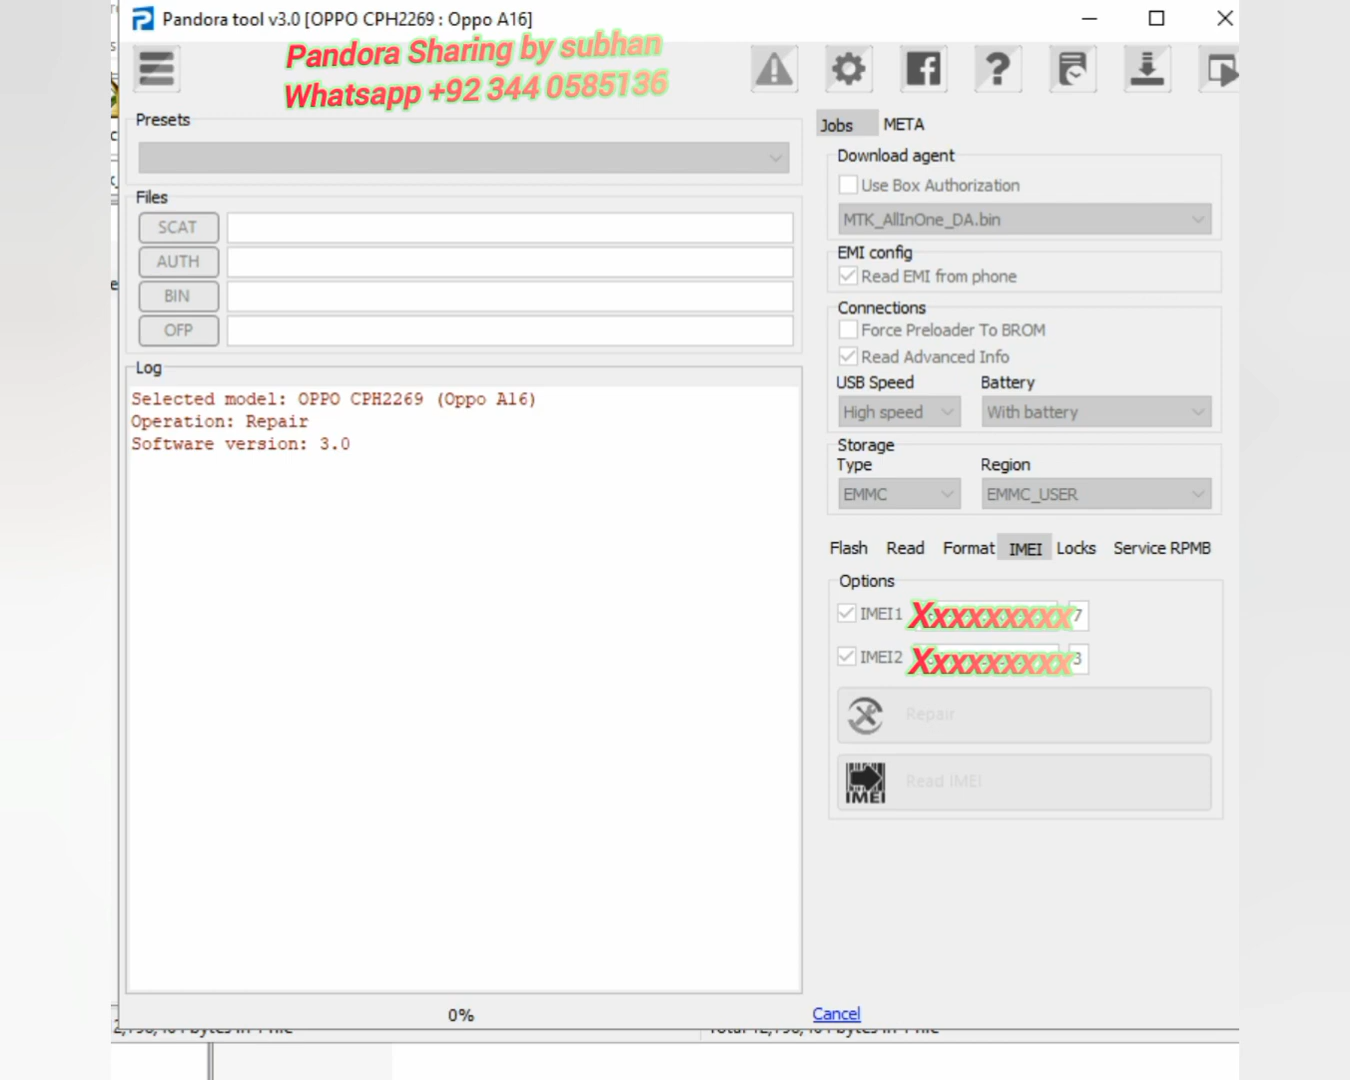 Pandora tool v3.0 [OPPO CPH2269 : Oppo A16]
Pandora Sharing by subhan
Whatsapp +92 344 0585136
Presets
Files
SCAT
AUTH
BIN
OFP
Log
Selected model: OPPO CPH2269 (Oppo A16)
Operation: Repair
Software version: 3.0
0%
Cancel
Jobs META
Download agent
Use Box Authorization
MTK_AllInOne_DA.bin
EMI config
Read EMI from phone
Connections
Force Preloader To BROM
Read Advanced Info
USB Speed Battery
High speed With battery
Storage
Type Region
EMMC EMMC_USER
Flash Read Format IMEI Locks Service RPMB
Options
IMEI1 Xxxxxxxxxx 7
IMEI2 Xxxxxxxxxx 3
Repair
IMEI Read IMEI